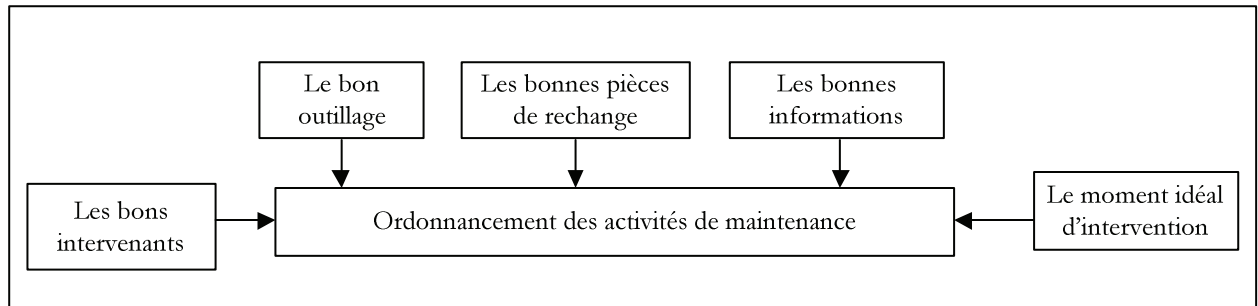 Le bon
outillage
Les bonnes pièces
de rechange
Les bonnes
informations
Les bons
intervenants
Ordonnancement des activités de maintenance
Le moment idéal
d’intervention